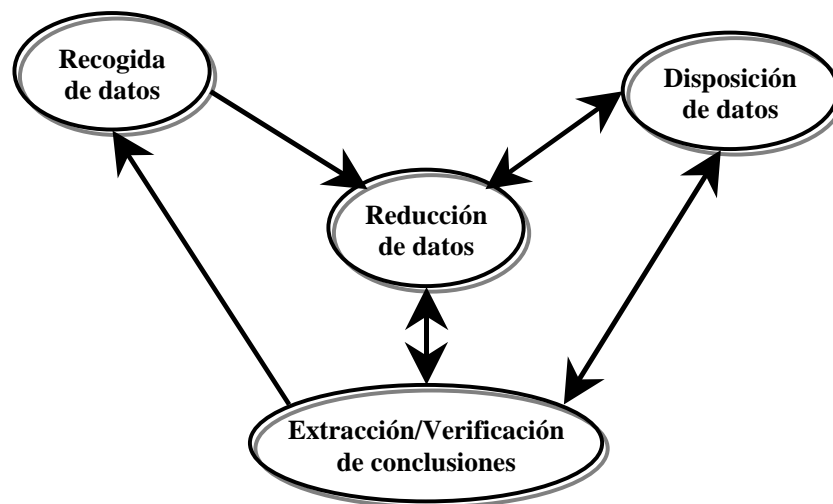 Recogida
de datos
Disposición
de datos
Reducción
de datos
Extracción/Verificación
de conclusiones